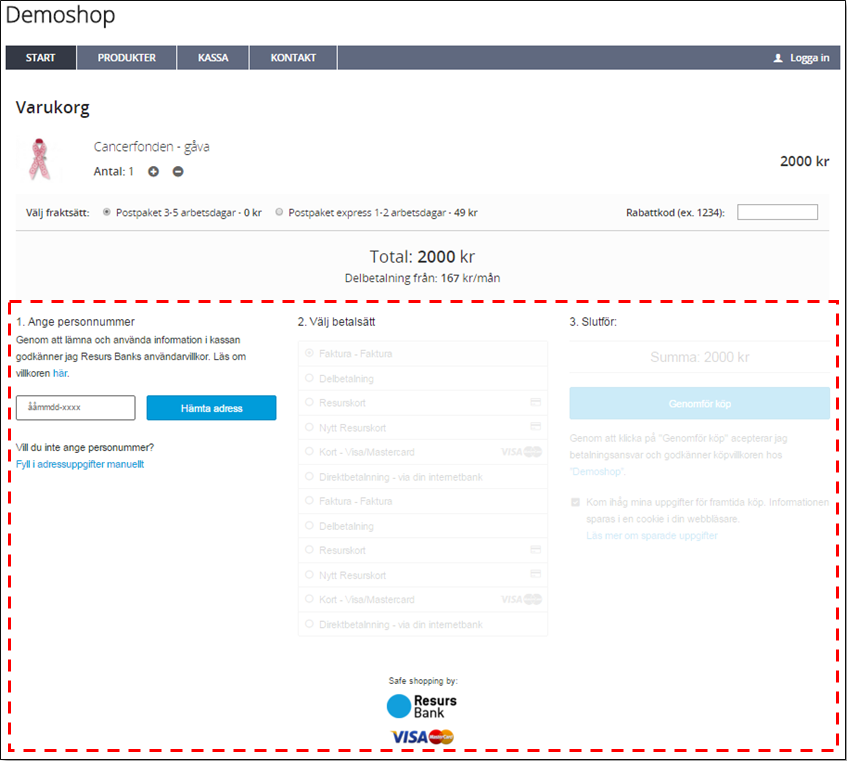 Demoshop
START
PRODUKTER
KASSA
KONTAKT
Logga in
Varukorg
Cancerfonden - gåva
Antal: 1
2000 kr
Välj fraktsätt:
Postpaket 3-5 arbetsdagar - 0 kr
Postpaket express 1-2 arbetsdagar - 49 kr
Rabattkod (ex. 1234):
Total: 2000 kr
Delbetalning från: 167 kr/mån
1. Ange personnummer
Genom att lämna och använda information i kassan
godkänner jag Resurs Banks användarvillkor. Läs om
villkoren här.
ååmmdd-xxxx
Hämta adress
Vill du inte ange personummer?
Fyll i adressuppgifter manuellt
2. Välj betalsätt
Faktura - Faktura
Delbetalning
Resurskort
Nytt Resurskort
Kort - Visa/Mastercard VISA MasterCard
Direktbetalnning - via din internetbank
Faktura - Faktura
Delbetalning
Resurskort
Nytt Resurskort
Kort - Visa/Mastercard VISA MasterCard
Direktbetalnning - via din internetbank
3. Slutför:
Summa: 2000 kr
Genomför köp
Genom att klicka på "Genomför köp" accepterar jag
betalningsansvar och godkänner köpvillkoren hos
"Demoshop".
Kom ihåg mina uppgifter för framtida köp. Informationen
sparas i en cookie i din webbläsare.
Läs mer om sparade uppgifter
Safe shopping by:
Resurs
Bank
VISA MasterCard